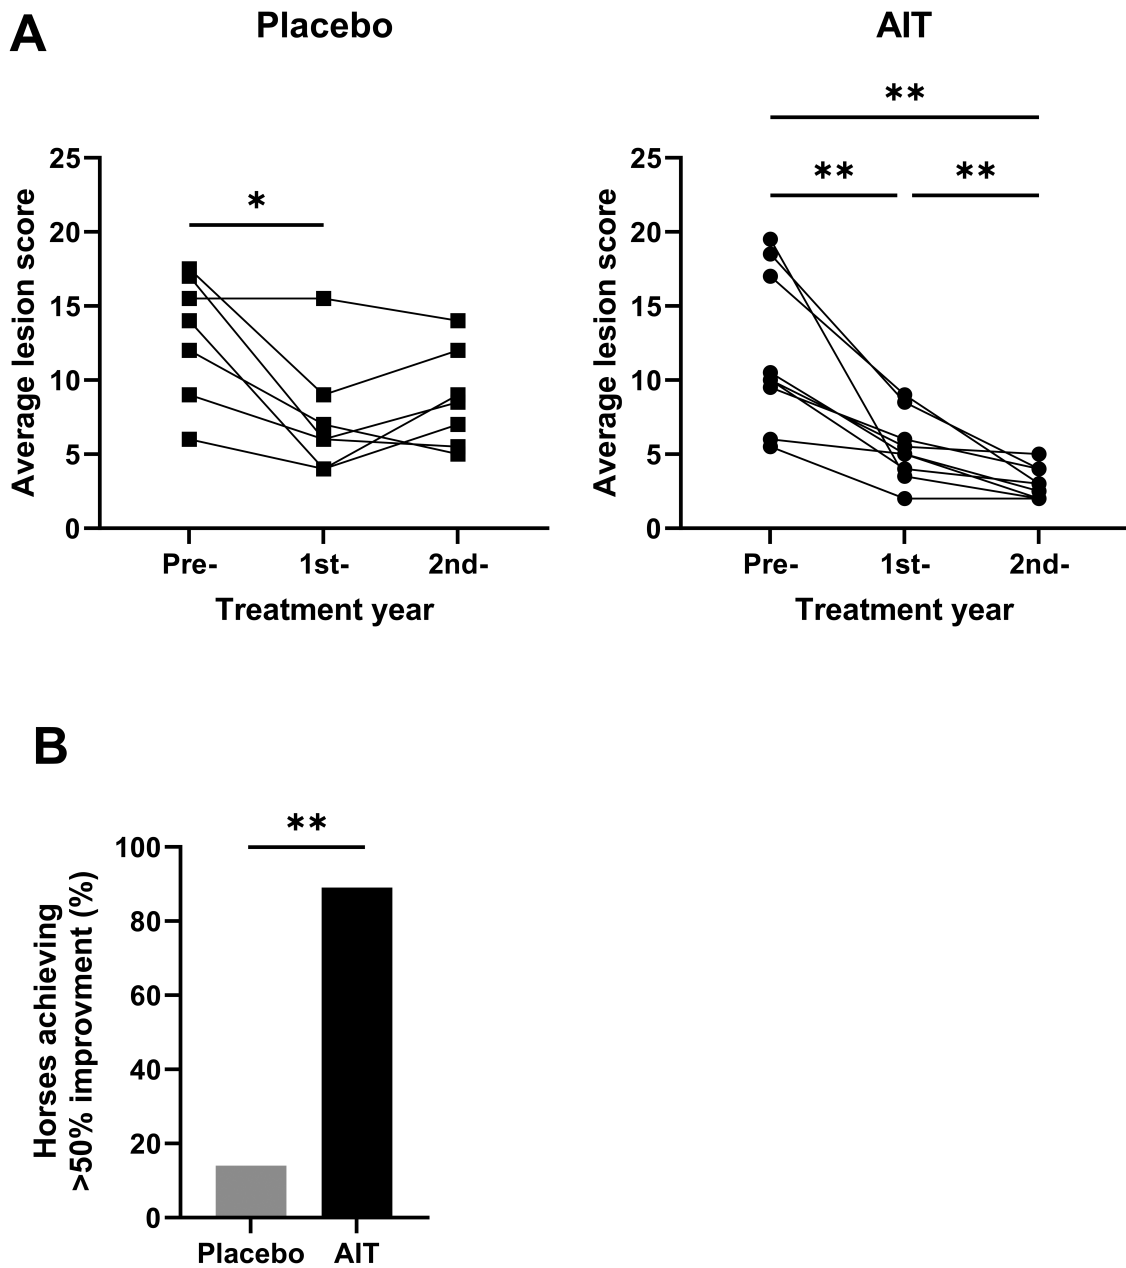 A
Placebo
AIT
**
*
** **
25
20
15
10
5
0
Average lesion score
Pre- 1st- 2nd-
Treatment year
25
20
15
10
5
0
Average lesion score
Pre- 1st- 2nd-
Treatment year
B
**
100
80
60
40
20
0
Horses achieving
>50% improvment (%)
Placebo AIT